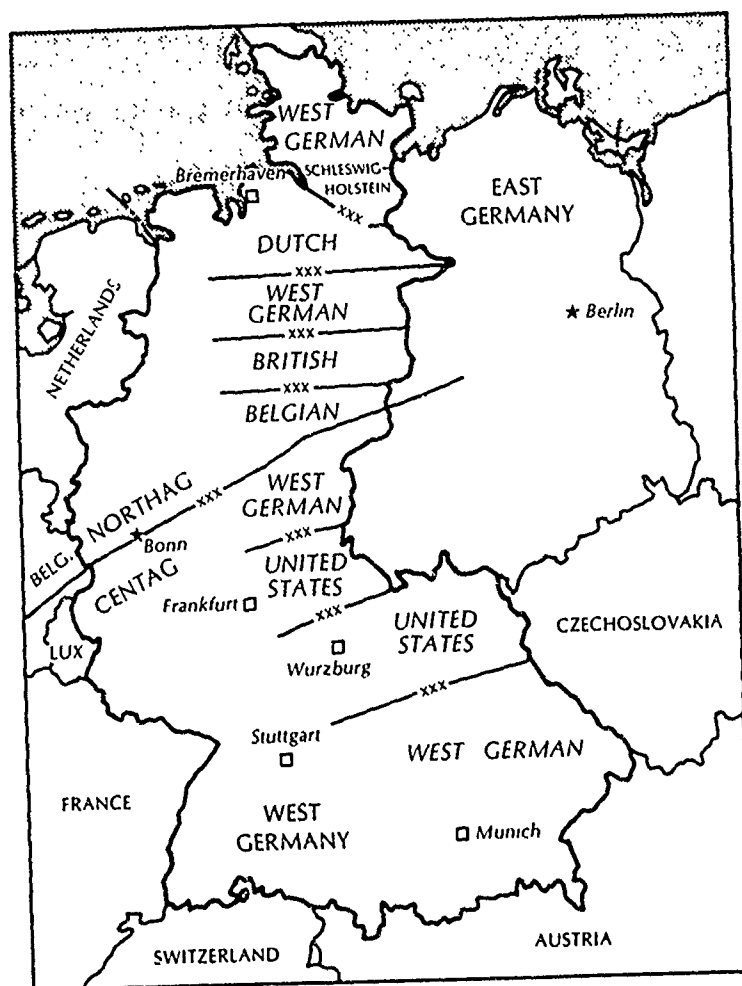 WEST
GERMAN
SCHLESWIG-
HOLSTEIN
Bremerhaven
EAST
GERMANY
xxx
DUTCH
xxx
WEST
GERMAN
NETHERLANDS
Berlin
xxx
BRITISH
xxx
BELGIAN
NORTHAG
xxx
WEST
GERMAN
BELG.
Bonn
xxx
CENTAG
UNITED
STATES
Frankfurt
xxx
UNITED
STATES
CZECHOSLOVAKIA
LUX
Wurzburg
xxx
Stuttgart
WEST GERMAN
FRANCE
WEST
GERMANY
Munich
SWITZERLAND
AUSTRIA